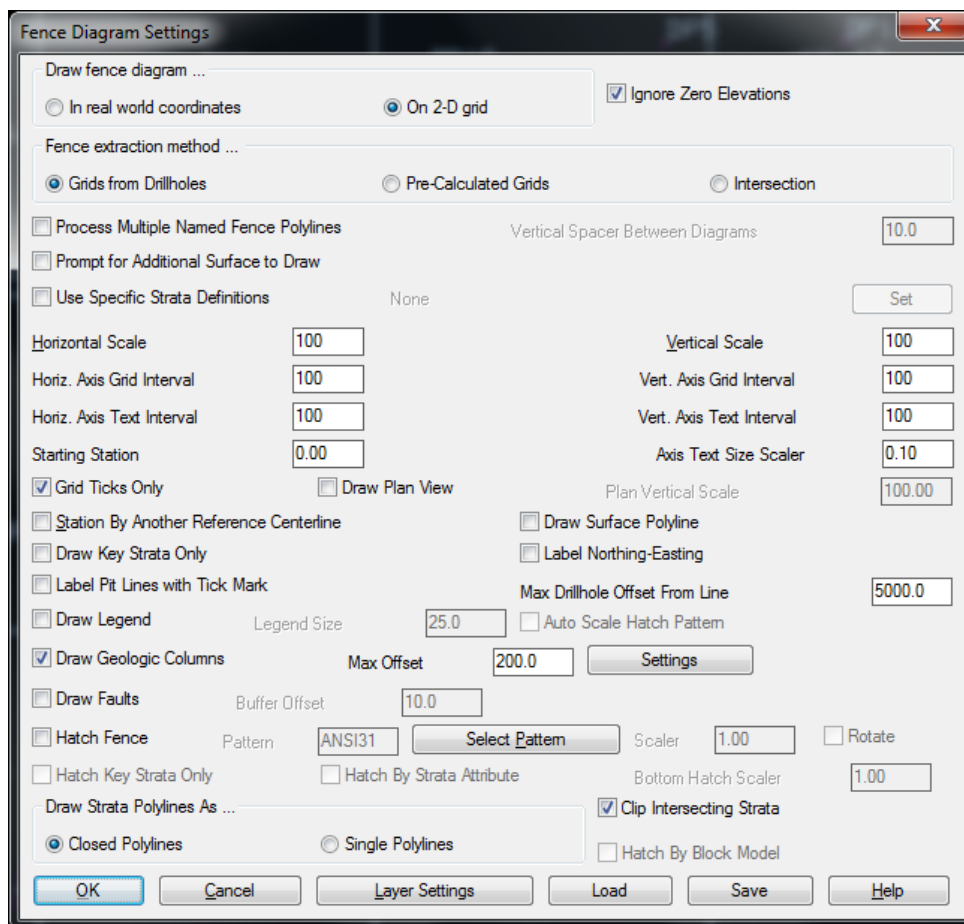 Fence Diagram Settings
Draw fence diagram ...
In real world coordinates On 2-D grid Ignore Zero Elevations
Fence extraction method ...
Grids from Drillholes Pre-Calculated Grids Intersection
Process Multiple Named Fence Polylines Vertical Spacer Between Diagrams 10.0
Prompt for Additional Surface to Draw
Use Specific Strata Definitions None Set
Horizontal Scale 100 Vertical Scale 100
Horiz. Axis Grid Interval 100 Vert. Axis Grid Interval 100
Horiz. Axis Text Interval 100 Vert. Axis Text Interval 100
Starting Station 0.00 Axis Text Size Scaler 0.10
Grid Ticks Only Draw Plan View Plan Vertical Scale 100.00
Station By Another Reference Centerline Draw Surface Polyline
Draw Key Strata Only Label Northing-Easting
Label Pit Lines with Tick Mark Max Drillhole Offset From Line 5000.0
Draw Legend Legend Size 25.0 Auto Scale Hatch Pattern
Draw Geologic Columns Max Offset 200.0 Settings
Draw Faults Buffer Offset 10.0
Hatch Fence Pattern ANSI31 Select Pattern Scaler 1.00 Rotate
Hatch Key Strata Only Hatch By Strata Attribute Bottom Hatch Scaler 1.00
Draw Strata Polylines As ... Clip Intersecting Strata
Closed Polylines Single Polylines Hatch By Block Model
OK Cancel Layer Settings Load Save Help